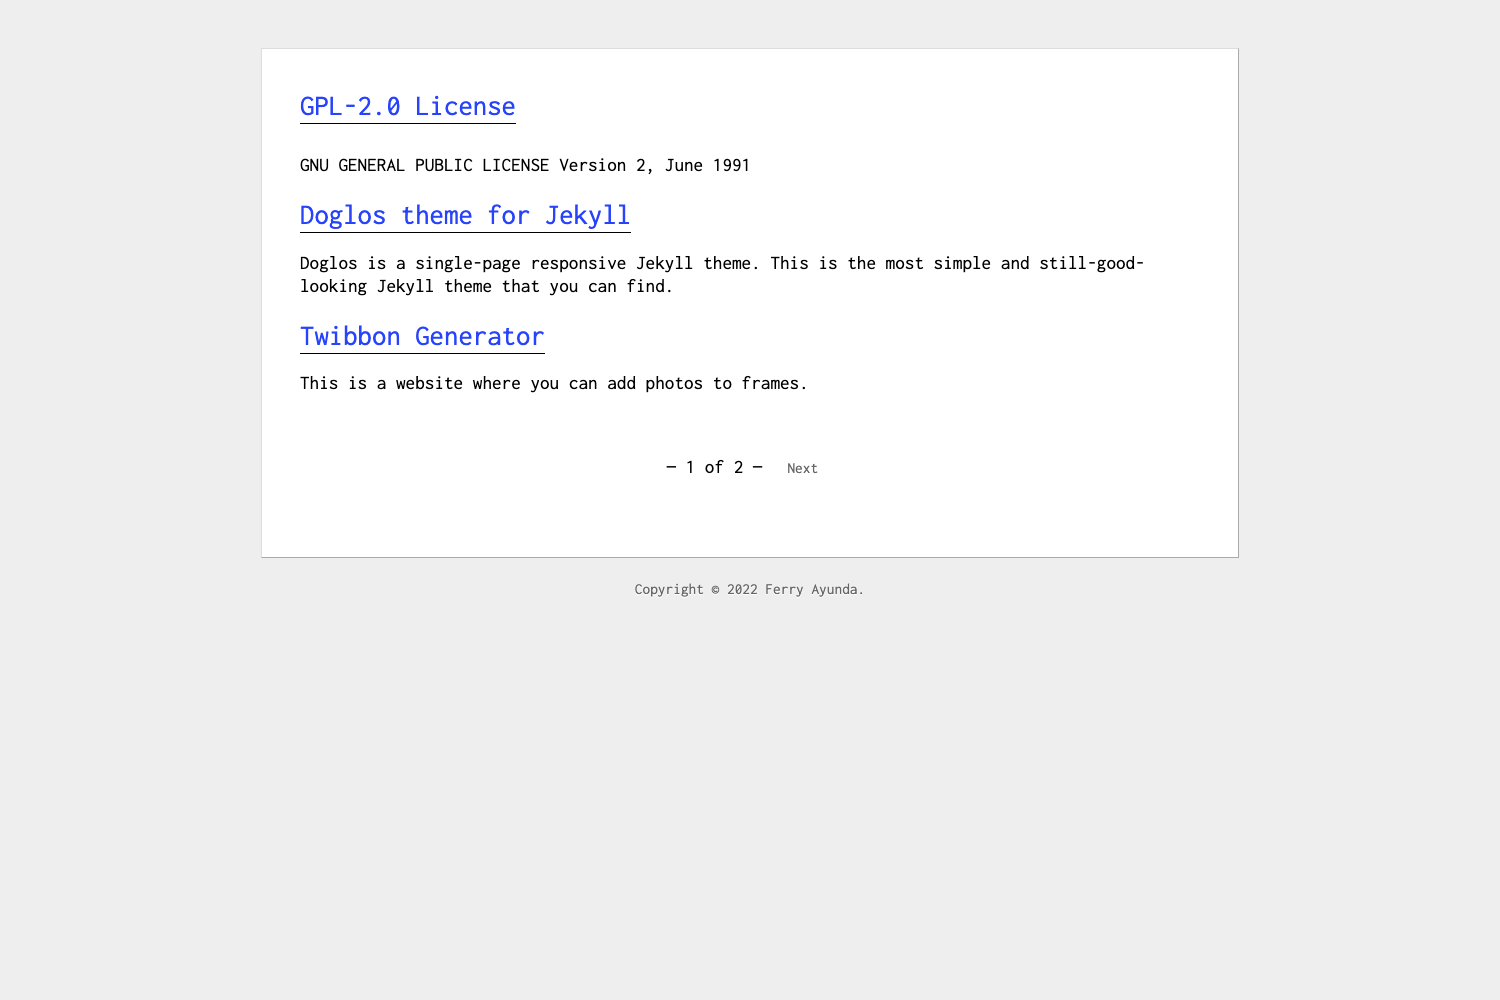 GPL-2.0 License
GNU GENERAL PUBLIC LICENSE Version 2, June 1991
Doglos theme for Jekyll
Doglos is a single-page responsive Jekyll theme. This is the most simple and still-good-
looking Jekyll theme that you can find.
Twibbon Generator
This is a website where you can add photos to frames.
— 1 of 2 — Next
Copyright © 2022 Ferry Ayunda.